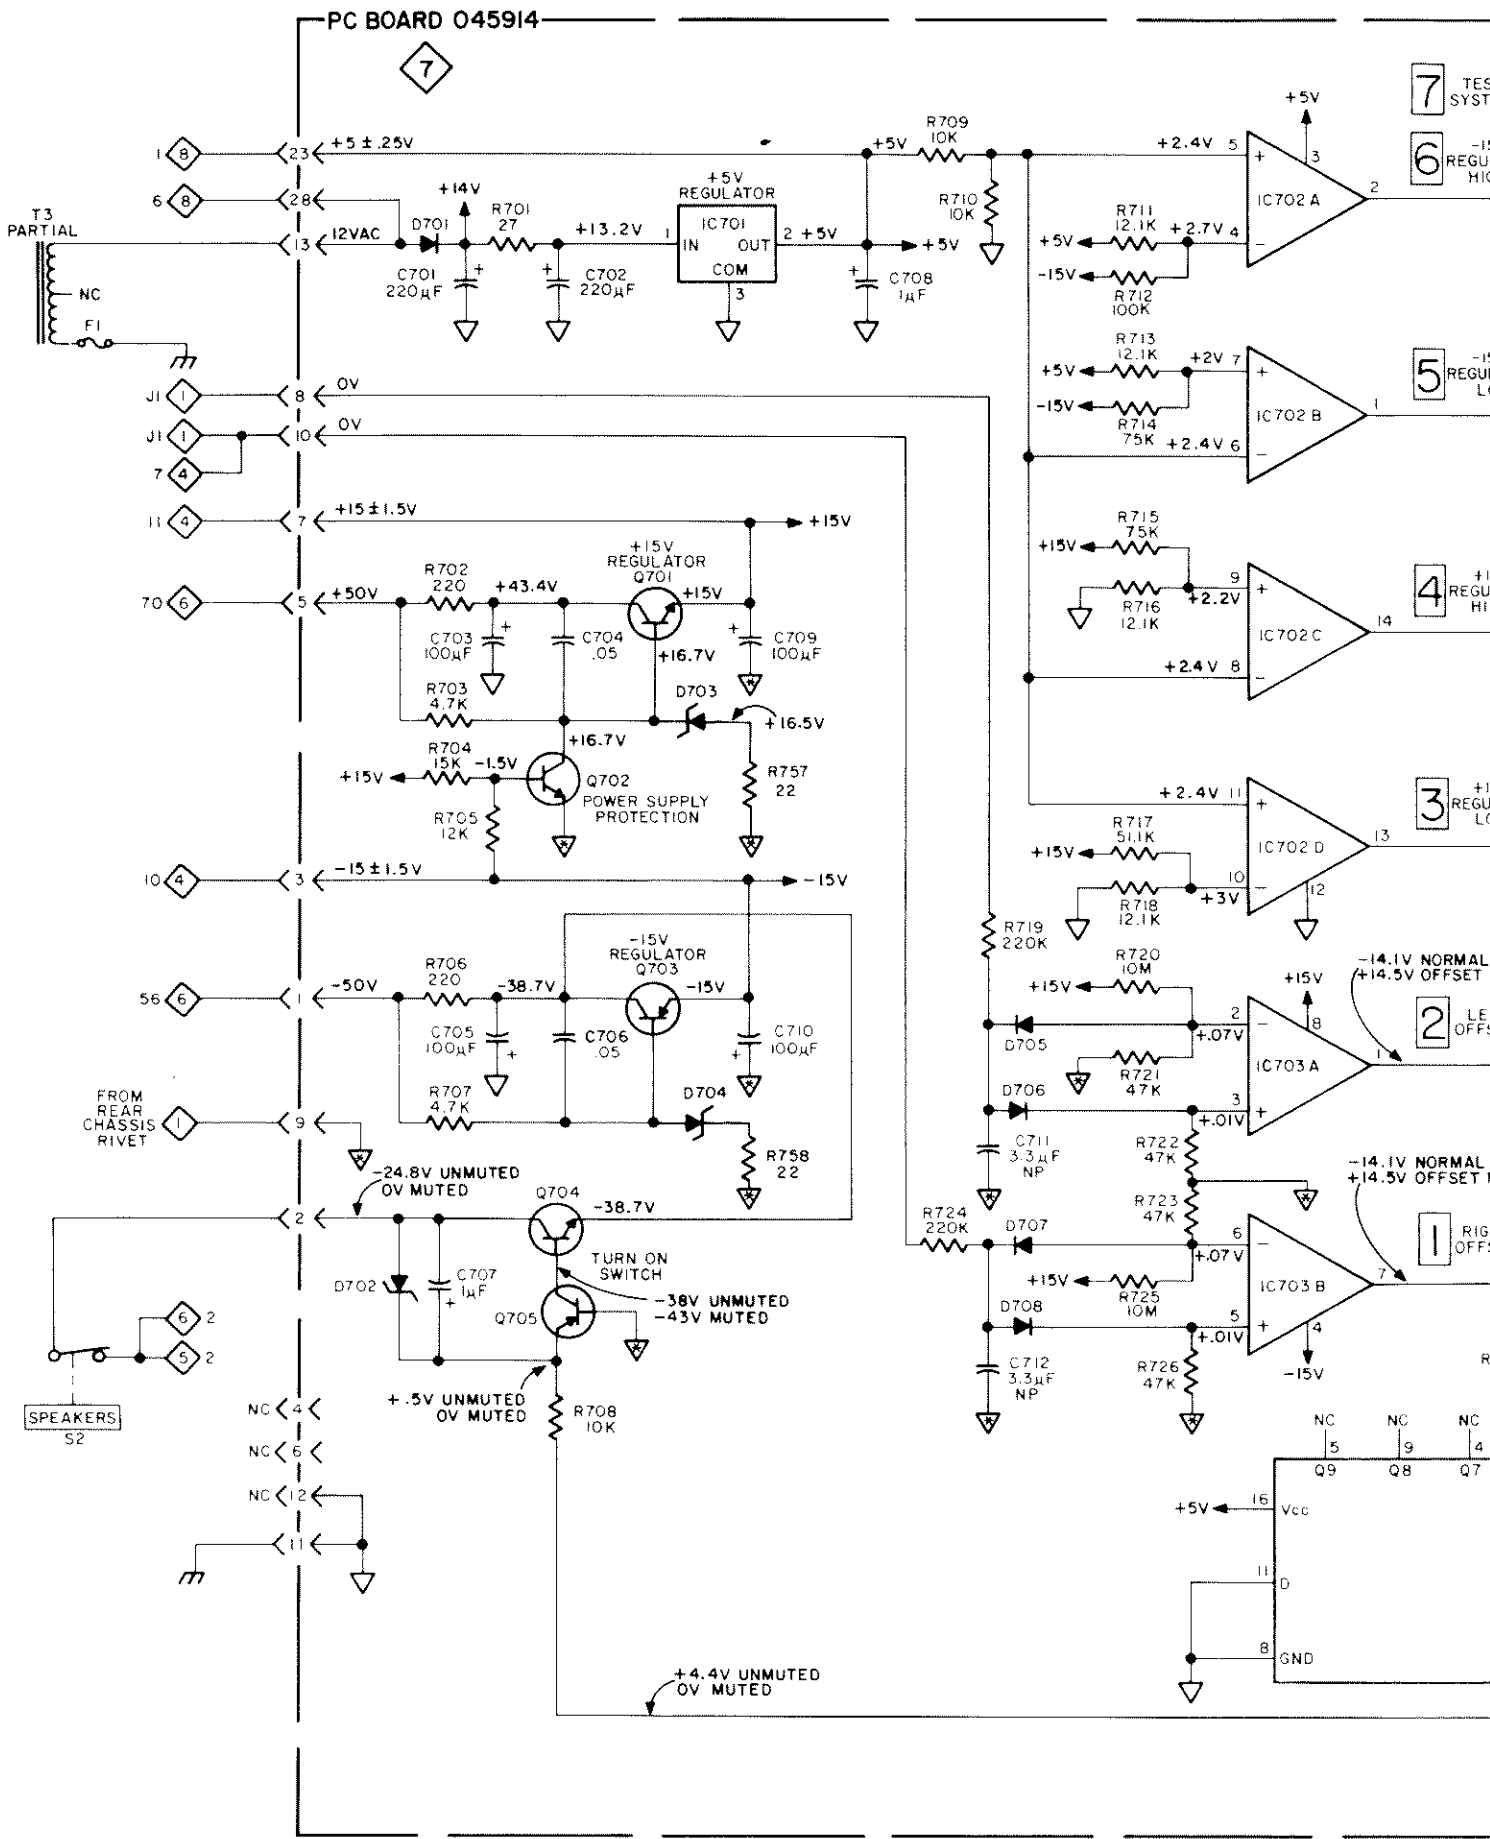 PC BOARD 045914
7
1 8
23
+5 ±.25V
6 8
28
T3
PARTIAL
13
12VAC
NC
F1
D701
+14V
R701
27
C701
220µF
+13.2V
C702
220µF
+5V
REGULATOR
IC701
1
IN
OUT
COM
3
2 +5V
+5V
C708
1µF
+5V
R709
10K
R710
10K
+5V
+2.4V 5
3
IC702A
2
R711
12.1K
+5V
+2.7V 4
-15V
R712
100K
R713
12.1K
+5V
+2V 7
-15V
R714
75K
+2.4V 6
IC702B
1
R715
75K
+15V
9
+2.2V
R716
12.1K
IC702C
14
+2.4V 8
+2.4V 11
R717
51.1K
+15V
10
+3V
R718
12.1K
IC702D
13
12
7
TES
SYST
6
-15
REGU
HIG
5
-15
REGU
LO
4
+1
REGU
HI
3
+1
REGU
LO
J1 1
8
0V
J1 1
10
0V
7 4
11 4
7
+15 ±1.5V
+15V
70 6
5
+50V
R702
220
+43.4V
+15V
REGULATOR
Q701
+15V
C703
100µF
C704
.05
+16.7V
C709
100µF
R703
4.7K
D703
+16.5V
+16.7V
R704
15K
-1.5V
+15V
Q702
POWER SUPPLY
PROTECTION
R757
22
R705
12K
10 4
3
-15 ±1.5V
-15V
56 6
1
-50V
R706
220
-38.7V
-15V
REGULATOR
Q703
-15V
C705
100µF
C706
.05
C710
100µF
R707
4.7K
D704
R758
22
FROM
REAR
CHASSIS
RIVET
1
9
-24.8V UNMUTED
0V MUTED
2
Q704
-38.7V
TURN ON
SWITCH
D702
C707
1µF
Q705
-38V UNMUTED
-43V MUTED
+.5V UNMUTED
0V MUTED
R708
10K
6 2
5 2
SPEAKERS
S2
NC 4
NC 6
NC 12
11
R719
220K
R720
10M
+15V
+15V
8
-14.1V NORMAL
+14.5V OFFSET
2
+.07V
D705
R721
47K
IC703A
1
2
LE
OFFS
D706
3
+.01V
C711
3.3µF
NP
R722
47K
R723
47K
-14.1V NORMAL
+14.5V OFFSET
R724
220K
D707
6
+.07V
+15V
R725
10M
IC703B
7
1
RIG
OFFS
D708
5
+.01V
4
-15V
C712
3.3µF
NP
R726
47K
R
NC NC NC
5 9 4
Q9 Q8 Q7
+5V
16
Vcc
11
D
8
GND
+4.4V UNMUTED
0V MUTED